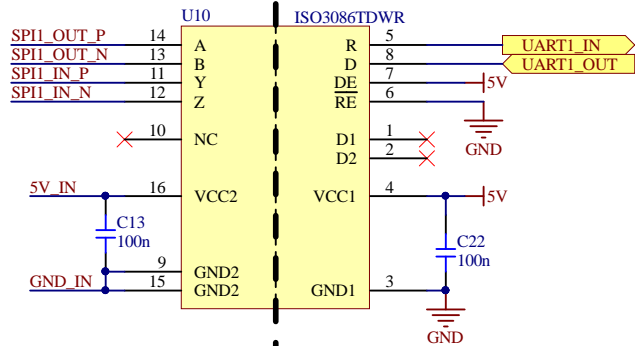 U10 ISO3086TDWR
SPI1_OUT_P 14 A R 5 UART1_IN
SPI1_OUT_N 13 B D 8 UART1_OUT
SPI1_IN_P 11 Y DE 7 5V
SPI1_IN_N 12 Z RE 6
GND
10 NC D1 1
D2 2
5V_IN 16 VCC2 VCC1 4 5V
C13
100n
C22
100n
9 GND2
GND_IN 15 GND2 GND1 3
GND